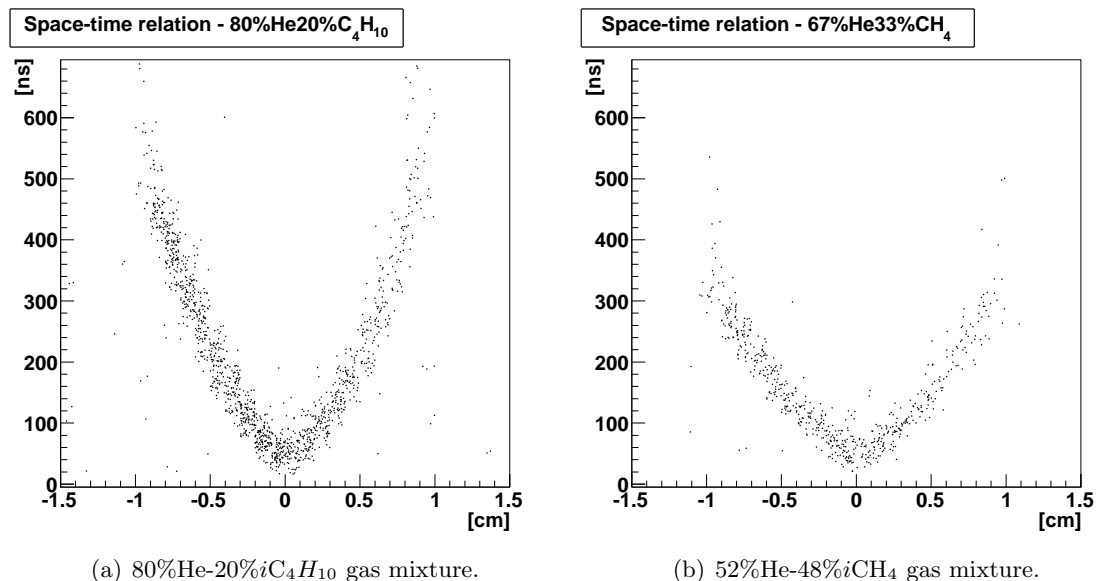 Space-time relation - 80%He20%C₄H₁₀
[ns]
600
500
400
300
200
100
0
-1.5 -1 -0.5 0 0.5 1 1.5
[cm]
(a) 80%He-20%iC₄H₁₀ gas mixture.
Space-time relation - 67%He33%CH₄
[ns]
600
500
400
300
200
100
0
-1.5 -1 -0.5 0 0.5 1 1.5
[cm]
(b) 52%He-48%iCH₄ gas mixture.